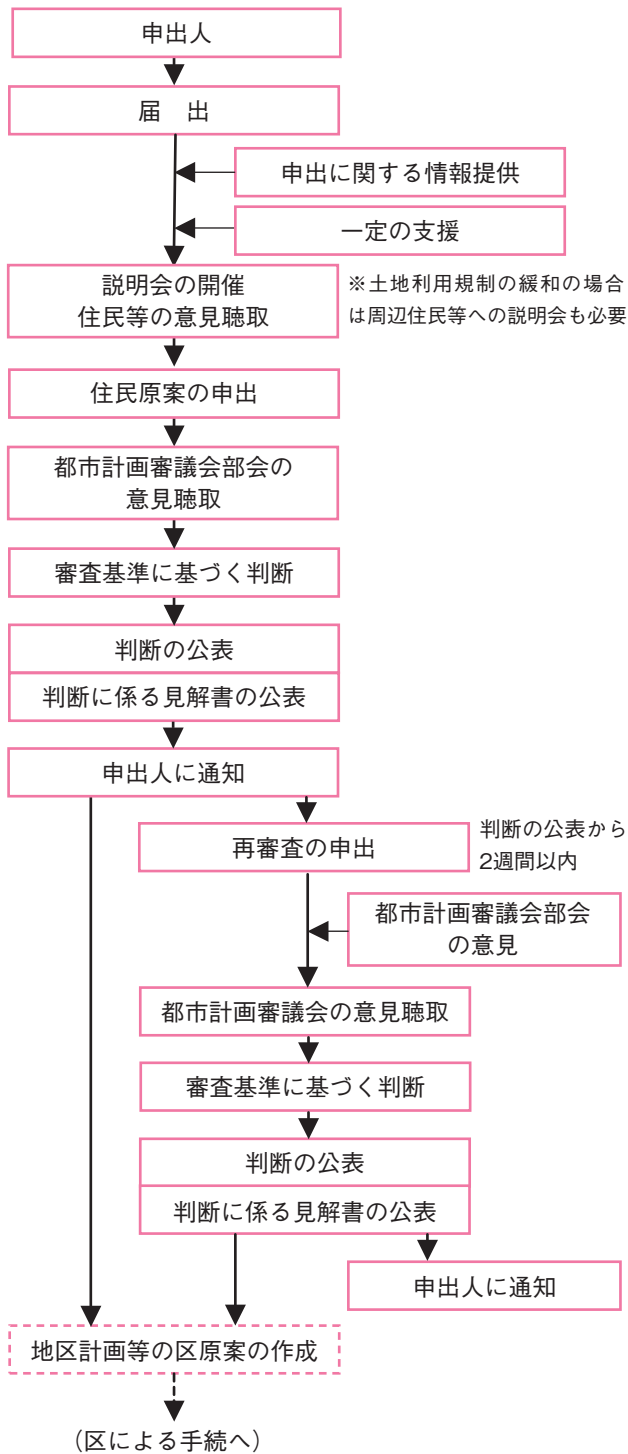 申出人
届　出
申出に関する情報提供
一定の支援
説明会の開催
住民等の意見聴取
※土地利用規制の緩和の場合
は周辺住民等への説明会も必要
住民原案の申出
都市計画審議会部会の
意見聴取
審査基準に基づく判断
判断の公表
判断に係る見解書の公表
申出人に通知
再審査の申出
判断の公表から
2週間以内
都市計画審議会部会
の意見
都市計画審議会の意見聴取
審査基準に基づく判断
判断の公表
判断に係る見解書の公表
申出人に通知
地区計画等の区原案の作成
（区による手続へ）